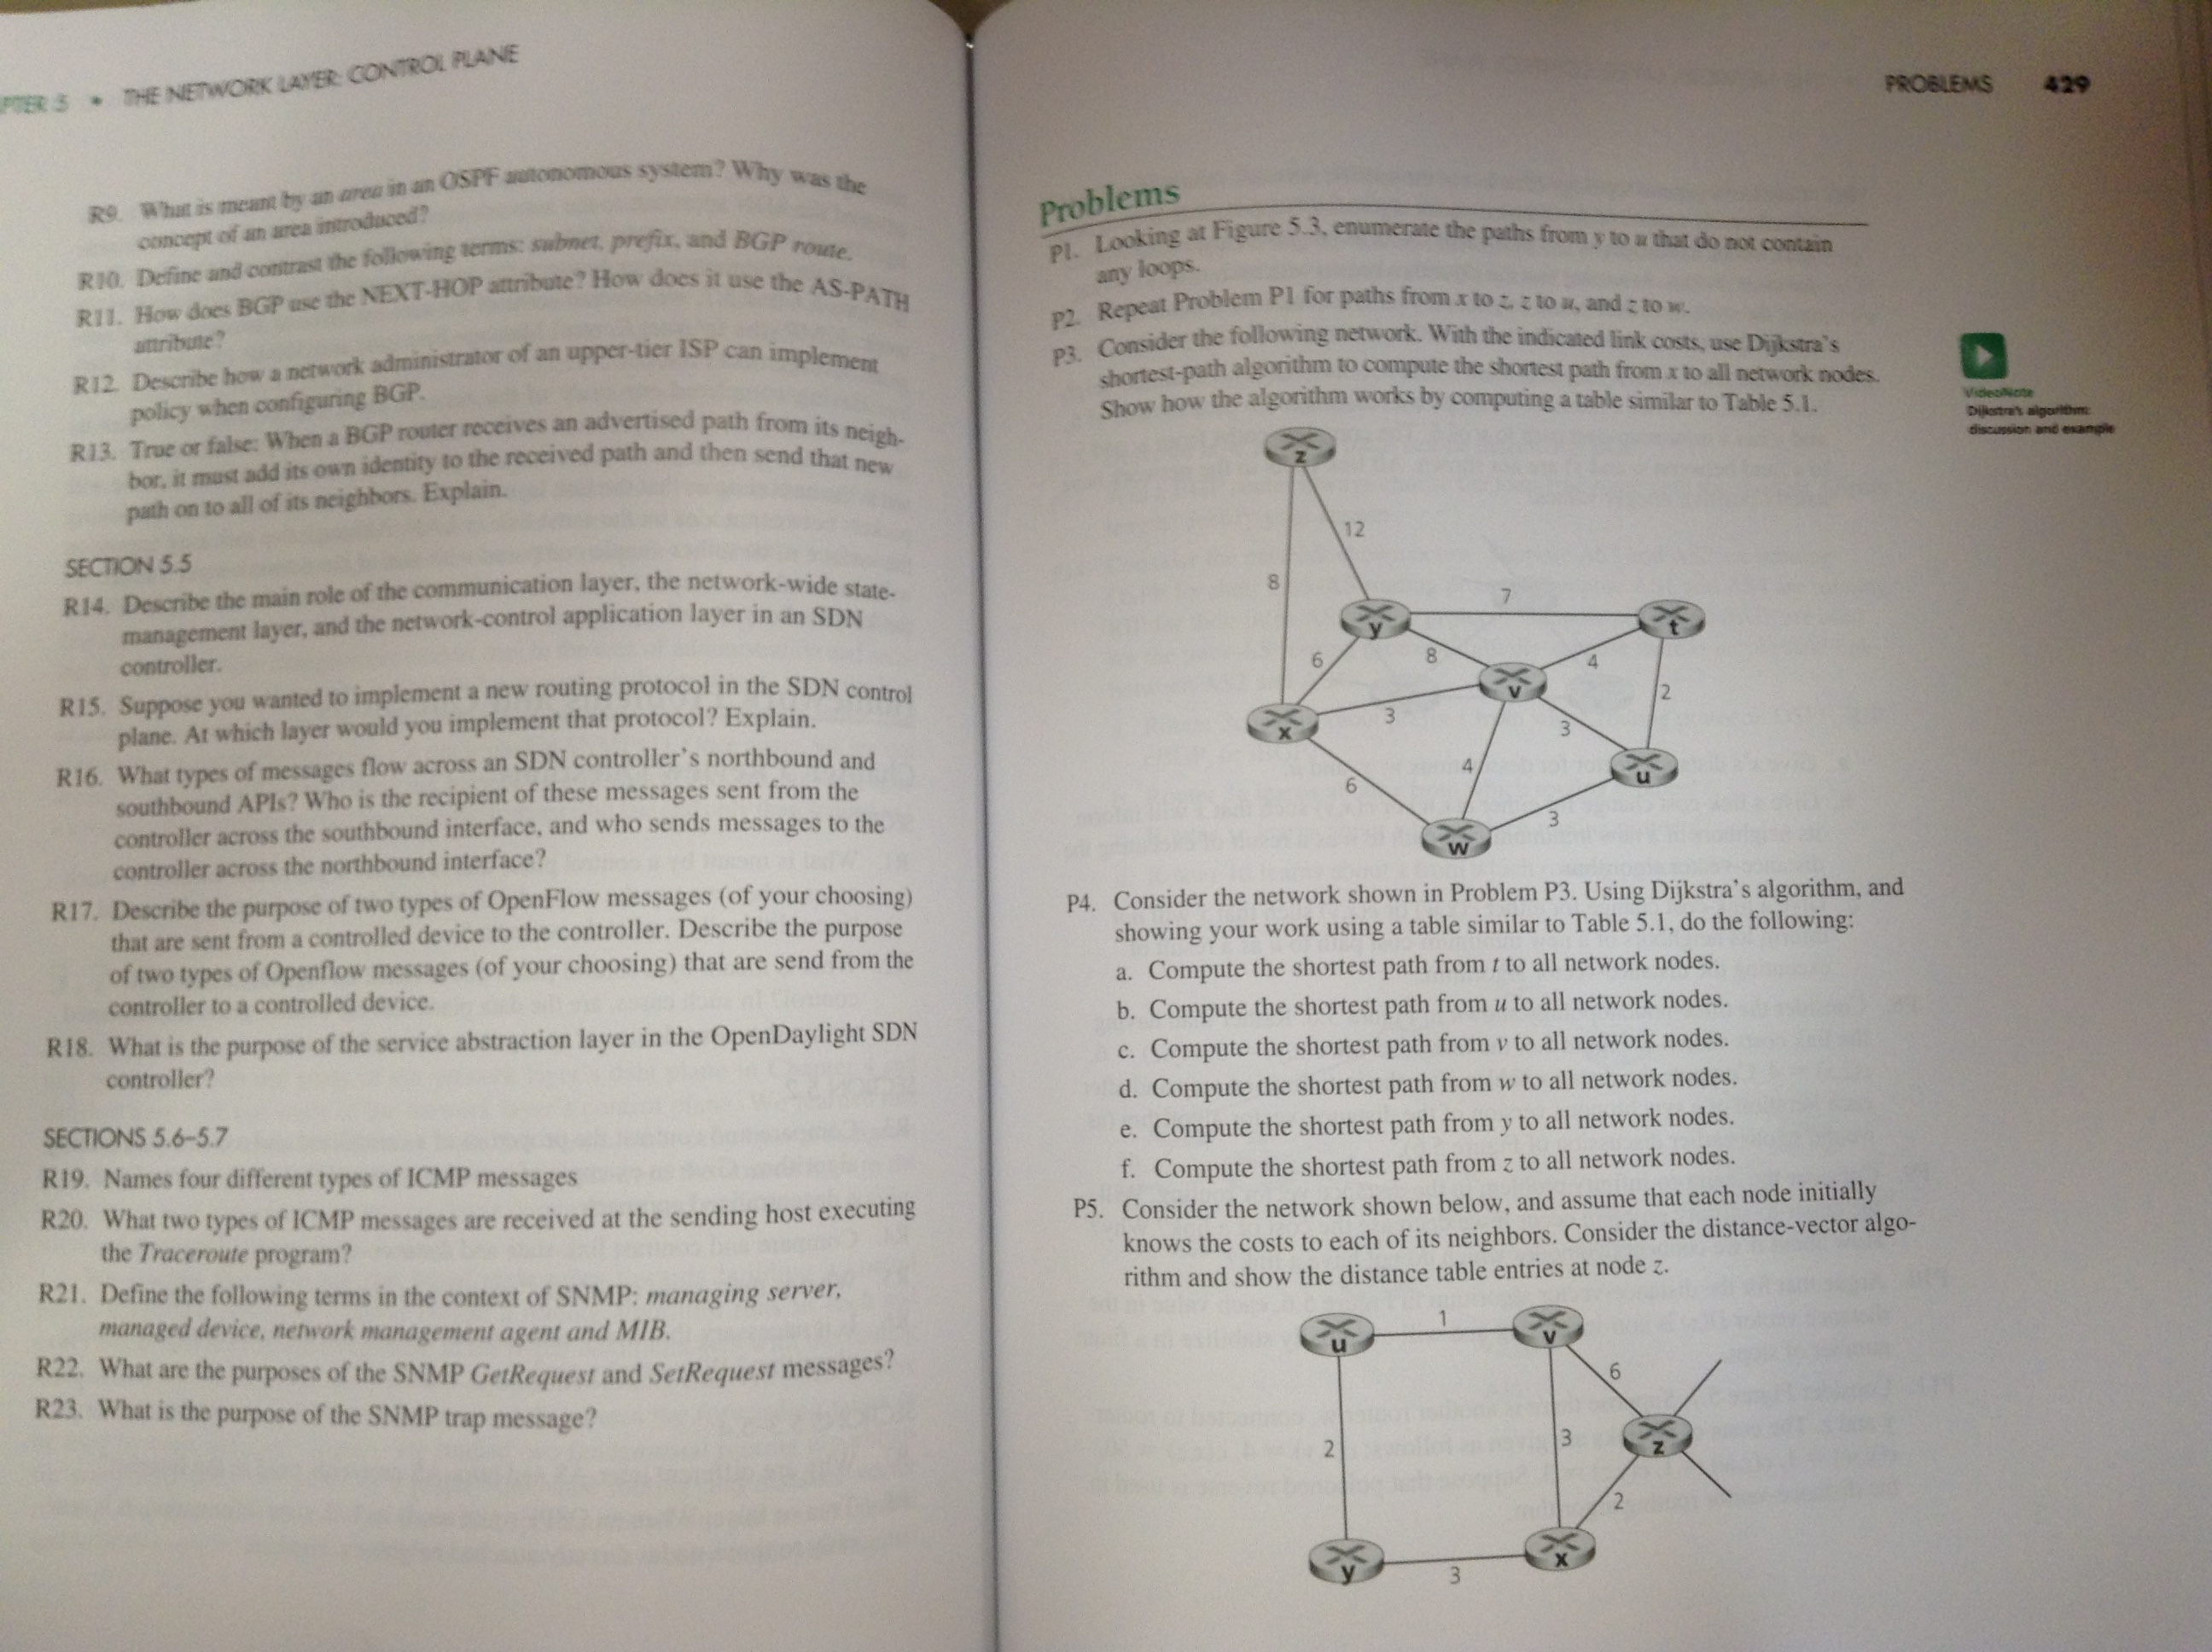 PTER 5 • THE NETWORK LAYER: CONTROL PLANE
R9. What is meant by an area in an OSPF autonomous system? Why was the
concept of an area introduced?
R10. Define and contrast the following terms: subnet, prefix, and BGP route.
R11. How does BGP use the NEXT-HOP attribute? How does it use the AS-PATH
attribute?
R12. Describe how a network administrator of an upper-tier ISP can implement
policy when configuring BGP.
R13. True or false: When a BGP router receives an advertised path from its neigh-
bor, it must add its own identity to the received path and then send that new
path on to all of its neighbors. Explain.
SECTION 5.5
R14. Describe the main role of the communication layer, the network-wide state-
management layer, and the network-control application layer in an SDN
controller.
R15. Suppose you wanted to implement a new routing protocol in the SDN control
plane. At which layer would you implement that protocol? Explain.
R16. What types of messages flow across an SDN controller's northbound and
southbound APIs? Who is the recipient of these messages sent from the
controller across the southbound interface, and who sends messages to the
controller across the northbound interface?
R17. Describe the purpose of two types of OpenFlow messages (of your choosing)
that are sent from a controlled device to the controller. Describe the purpose
of two types of Openflow messages (of your choosing) that are send from the
controller to a controlled device.
R18. What is the purpose of the service abstraction layer in the OpenDaylight SDN
controller?
SECTIONS 5.6–5.7
R19. Names four different types of ICMP messages
R20. What two types of ICMP messages are received at the sending host executing
the Traceroute program?
R21. Define the following terms in the context of SNMP: managing server,
managed device, network management agent and MIB.
R22. What are the purposes of the SNMP GetRequest and SetRequest messages?
R23. What is the purpose of the SNMP trap message?
PROBLEMS 429
Problems
P1. Looking at Figure 5.3, enumerate the paths from y to u that do not contain
any loops.
P2. Repeat Problem P1 for paths from x to z, z to u, and z to w.
P3. Consider the following network. With the indicated link costs, use Dijkstra's
shortest-path algorithm to compute the shortest path from x to all network nodes.
Show how the algorithm works by computing a table similar to Table 5.1.
VideoNote
Dijkstra's algorithm:
discussion and example
z
12
8
7
y
t
6
8
4
v
2
x
3
3
u
6
4
3
w
P4. Consider the network shown in Problem P3. Using Dijkstra's algorithm, and
showing your work using a table similar to Table 5.1, do the following:
a. Compute the shortest path from t to all network nodes.
b. Compute the shortest path from u to all network nodes.
c. Compute the shortest path from v to all network nodes.
d. Compute the shortest path from w to all network nodes.
e. Compute the shortest path from y to all network nodes.
f. Compute the shortest path from z to all network nodes.
P5. Consider the network shown below, and assume that each node initially
knows the costs to each of its neighbors. Consider the distance-vector algo-
rithm and show the distance table entries at node z.
1
u
v
6
2
3
z
2
y
x
3